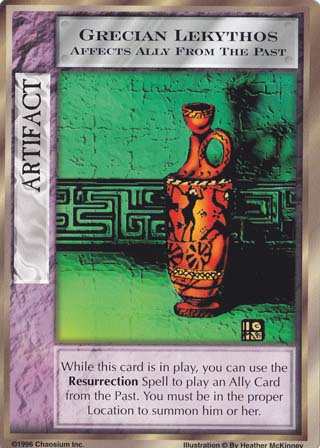 GRECIAN LEKYTHOS
AFFECTS ALLY FROM THE PAST
ARTIFACT
While this card is in play, you can use the
Resurrection Spell to play an Ally Card
from the Past. You must be in the proper
Location to summon him or her.
©1996 Chaosium Inc.
Illustration © By Heather McKinney